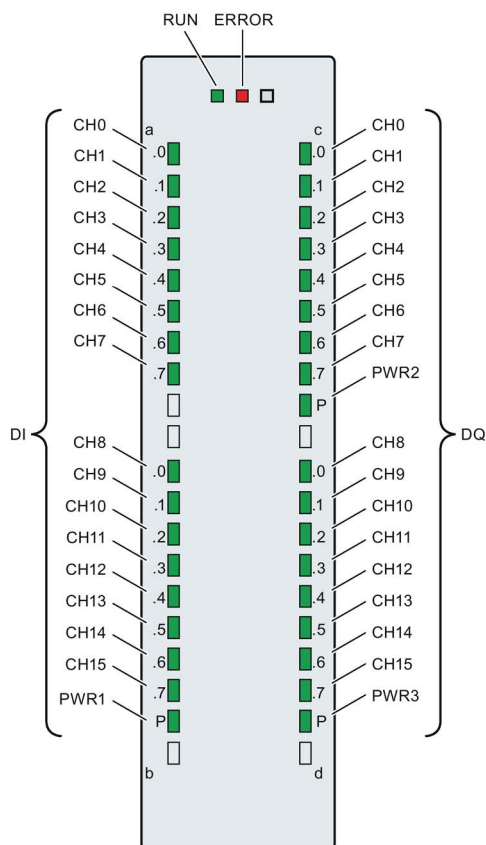 RUN ERROR
a c
CH0 .0 .0 CH0
CH1 .1 .1 CH1
CH2 .2 .2 CH2
CH3 .3 .3 CH3
CH4 .4 .4 CH4
CH5 .5 .5 CH5
CH6 .6 .6 CH6
CH7 .7 .7 CH7
P PWR2
DI DQ
CH8 .0 .0 CH8
CH9 .1 .1 CH9
CH10 .2 .2 CH10
CH11 .3 .3 CH11
CH12 .4 .4 CH12
CH13 .5 .5 CH13
CH14 .6 .6 CH14
CH15 .7 .7 CH15
PWR1 P P PWR3
b d